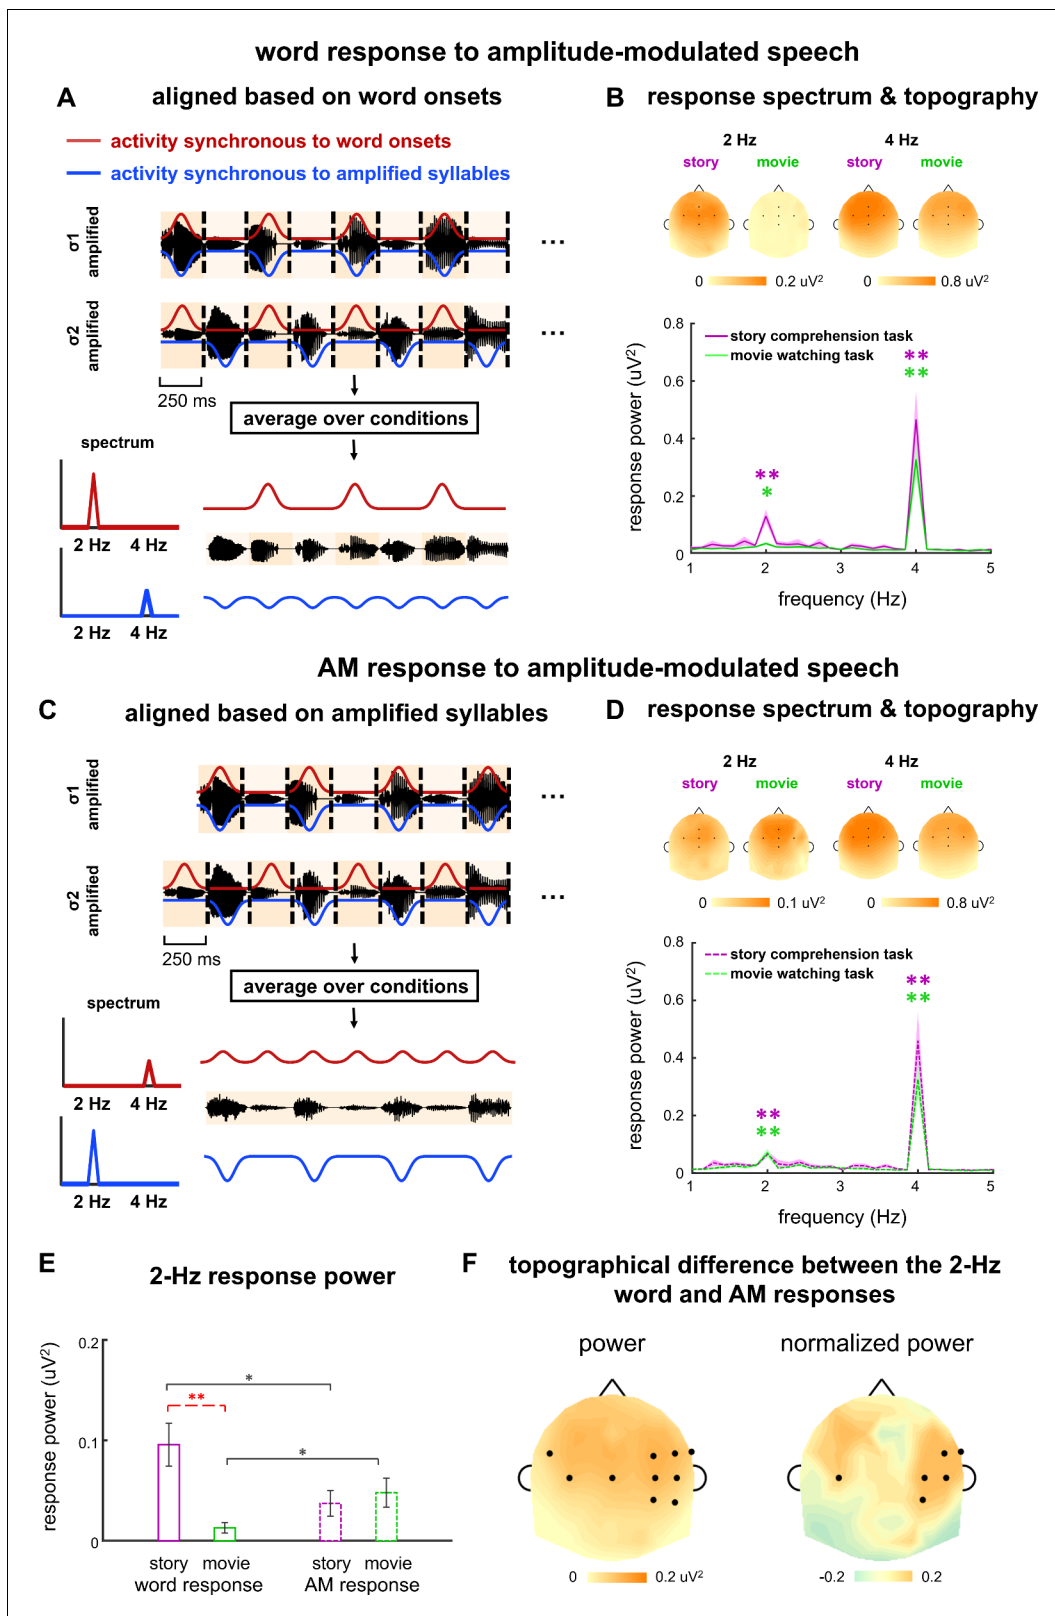 word response to amplitude-modulated speech
A aligned based on word onsets
activity synchronous to word onsets
activity synchronous to amplified syllables
σ1
amplified
...
σ2
amplified
...
250 ms
average over conditions
spectrum
2 Hz 4 Hz
2 Hz 4 Hz
B response spectrum & topography
2 Hz 4 Hz
story movie story movie
0 0.2 uV² 0 0.8 uV²
response power (uV²)
0.8
0.6
0.4
0.2
0
story comprehension task
movie watching task
**
**
**
*
1 2 3 4 5
frequency (Hz)
AM response to amplitude-modulated speech
C aligned based on amplified syllables
σ1
amplified
...
σ2
amplified
...
250 ms
average over conditions
spectrum
2 Hz 4 Hz
2 Hz 4 Hz
D response spectrum & topography
2 Hz 4 Hz
story movie story movie
0 0.1 uV² 0 0.8 uV²
response power (uV²)
0.8
0.6
0.4
0.2
0
story comprehension task
movie watching task
**
**
**
**
1 2 3 4 5
frequency (Hz)
E 2-Hz response power
response power (uV²)
0.2
0.1
0
*
**
*
story movie story movie
word response AM response
F topographical difference between the 2-Hz
word and AM responses
power normalized power
0 0.2 uV² -0.2 0.2